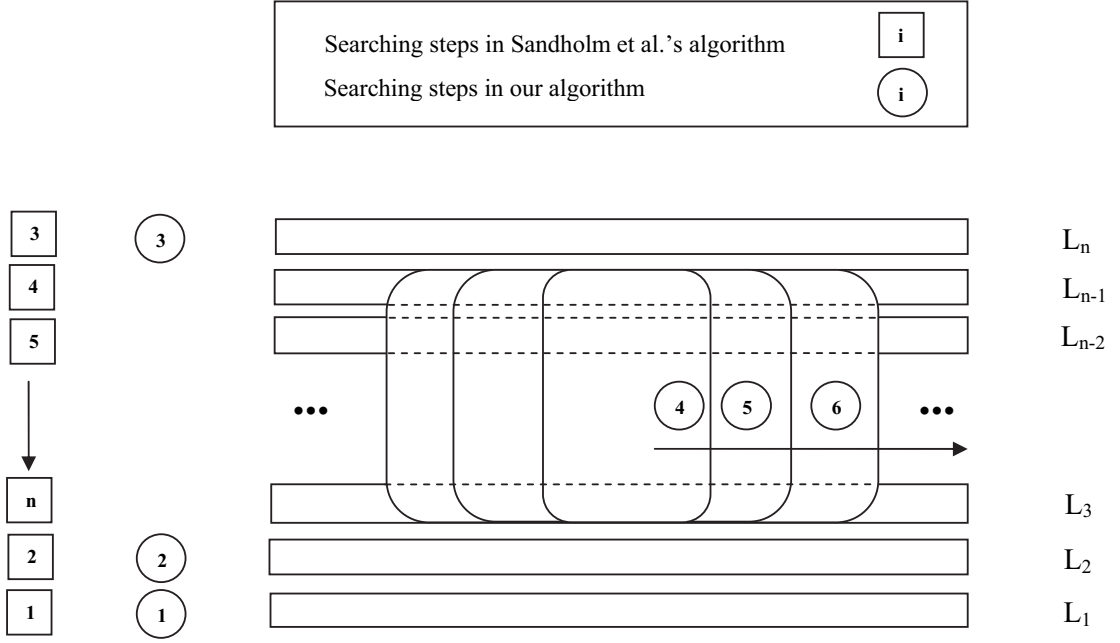 Searching steps in Sandholm et al.'s algorithm i
Searching steps in our algorithm i
3 3 Ln
4 Ln-1
5 Ln-2
••• 4 5 6 •••
n L3
2 2 L2
1 1 L1